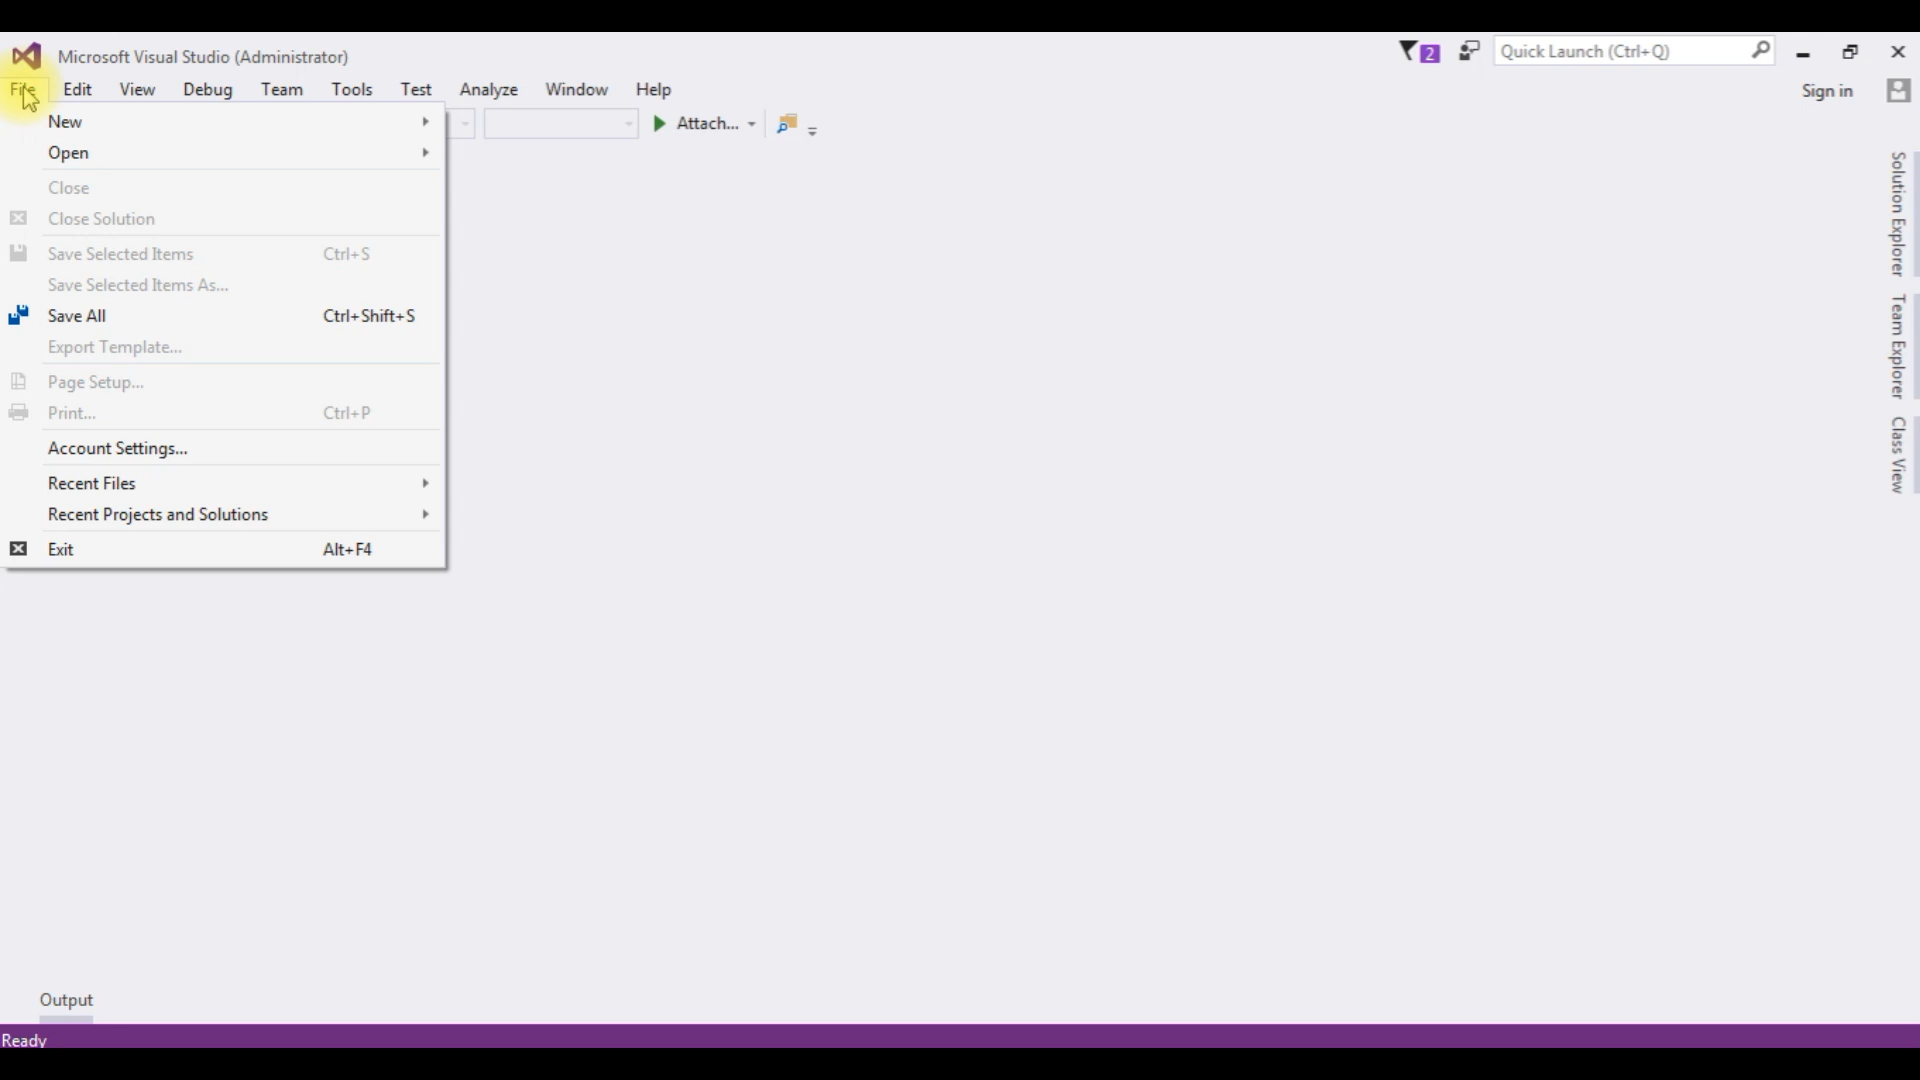 Microsoft Visual Studio (Administrator)
2
Quick Launch (Ctrl+Q)
File Edit View Debug Team Tools Test Analyze Window Help
Sign in
New
Attach...
Open
Close
Close Solution
Save Selected Items Ctrl+S
Save Selected Items As...
Save All Ctrl+Shift+S
Export Template...
Page Setup...
Print... Ctrl+P
Account Settings...
Recent Files
Recent Projects and Solutions
Exit Alt+F4
Solution Explorer
Team Explorer
Class View
Output
Ready